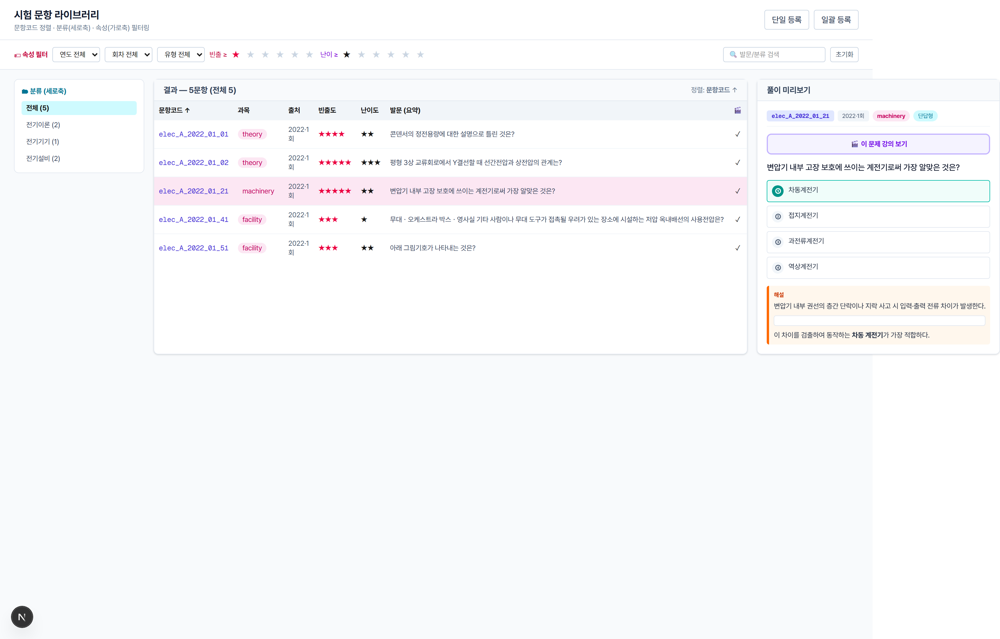 시험 문항 라이브러리
문항코드 정렬 · 분류(세로축) · 속성(가로축) 필터링
단일 등록
일괄 등록
🏷 속성 필터
연도 전체
회차 전체
유형 전체
빈출 ≥ ★ ★ ★ ★ ★ ★
난이 ≥ ★ ★ ★ ★ ★ ★
🔍 발문/분류 검색
초기화
분류 (세로축)
전체 (5)
전기이론 (2)
전기기기 (1)
전기설비 (2)
결과 — 5문항 (전체 5)
정렬: 문항코드 ↑
문항코드 ↑ 과목 출처 빈출도 난이도 발문 (요약) 🎬
elec_A_2022_01_01 theory 2022·1회 ★★★★ ★★ 콘덴서의 정전용량에 대한 설명으로 틀린 것은? ✓
elec_A_2022_01_02 theory 2022·1회 ★★★★★ ★★★ 평형 3상 교류회로에서 Y결선할 때 선간전압과 상전압의 관계는? ✓
elec_A_2022_01_21 machinery 2022·1회 ★★★★★ ★★ 변압기 내부 고장 보호에 쓰이는 계전기로써 가장 알맞은 것은? ✓
elec_A_2022_01_41 facility 2022·1회 ★★★ ★ 무대 · 오케스트라 박스 · 영사실 기타 사람이나 무대 도구가 접촉될 우려가 있는 장소에 시설하는 저압 옥내배선의 사용전압은? ✓
elec_A_2022_01_51 facility 2022·1회 ★★★ ★★ 아래 그림기호가 나타내는 것은? ✓
풀이 미리보기
elec_A_2022_01_21 2022·1회 machinery 단답형
🎬 이 문제 강의 보기
변압기 내부 고장 보호에 쓰이는 계전기로써 가장 알맞은 것은?
① 차동계전기
② 접지계전기
③ 과전류계전기
④ 역상계전기
해설
변압기 내부 권선의 층간 단락이나 지락 사고 시 입력·출력 전류 차이가 발생한다.
이 차이를 검출하여 동작하는 차동 계전기가 가장 적합하다.
N